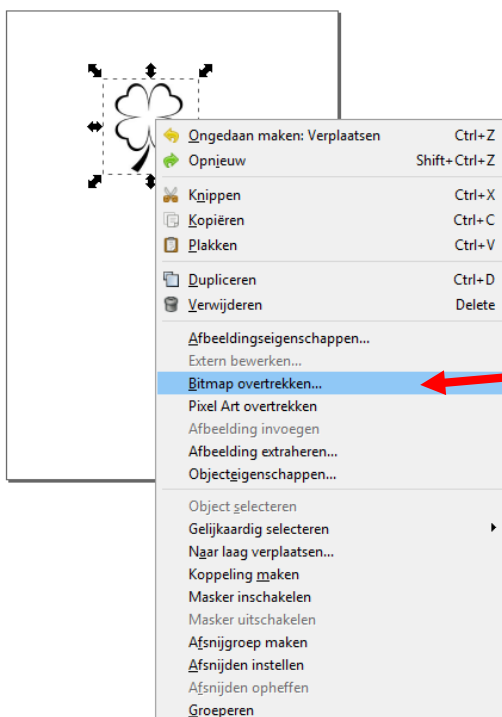 Ongedaan maken: Verplaatsen Ctrl+Z
Opnieuw Shift+Ctrl+Z
Knippen Ctrl+X
Kopiëren Ctrl+C
Plakken Ctrl+V
Dupliceren Ctrl+D
Verwijderen Delete
Afbeeldingseigenschappen...
Extern bewerken...
Bitmap overtrekken...
Pixel Art overtrekken
Afbeelding invoegen
Afbeelding extraheren...
Objecteigenschappen...
Object selecteren
Gelijkaardig selecteren
Naar laag verplaatsen...
Koppeling maken
Masker inschakelen
Masker uitschakelen
Afsnijgroep maken
Afsnijden instellen
Afsnijden opheffen
Groeperen